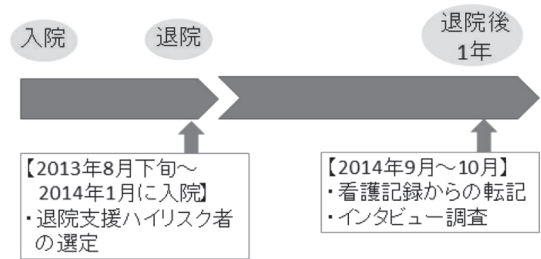 入院
退院
退院後
1年
【2013年8月下旬～
2014年1月に入院】
・退院支援ハイリスク者
の選定
【2014年9月～10月】
・看護記録からの転記
・インタビュー調査